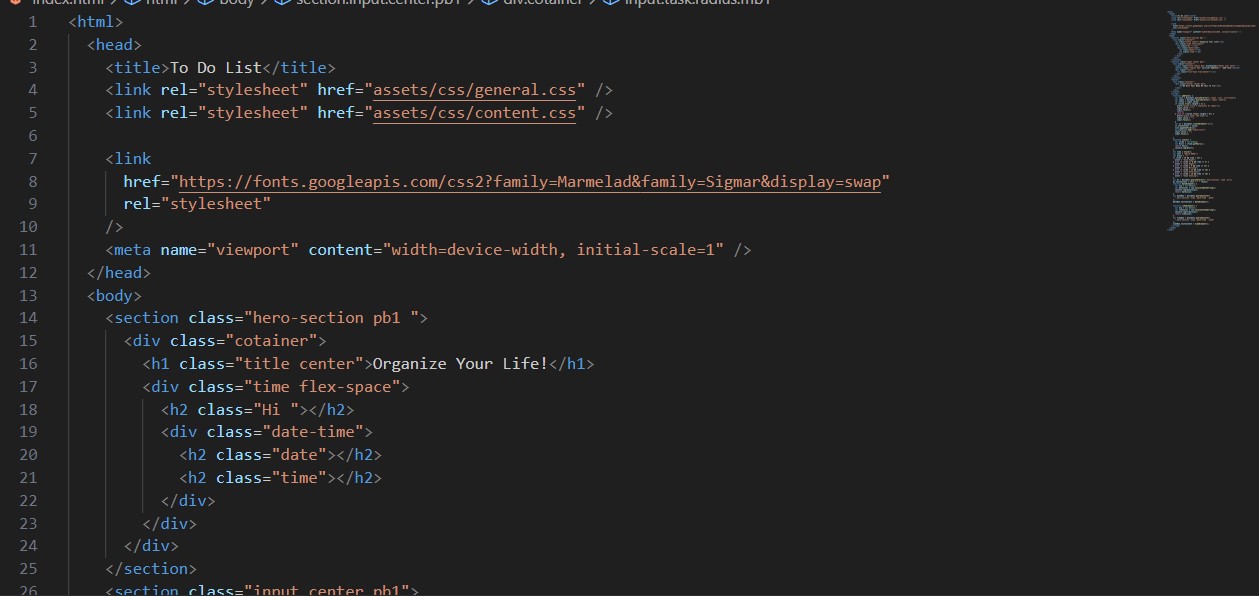 index.html > html > body > section.input.center.pb1 > div.cotainer > input.task.radius.mb1
1 <html>
2 <head>
3 <title>To Do List</title>
4 <link rel="stylesheet" href="assets/css/general.css" />
5 <link rel="stylesheet" href="assets/css/content.css" />
6
7 <link
8 href="https://fonts.googleapis.com/css2?family=Marmelad&family=Sigmar&display=swap"
9 rel="stylesheet"
10 />
11 <meta name="viewport" content="width=device-width, initial-scale=1" />
12 </head>
13 <body>
14 <section class="hero-section pb1 ">
15 <div class="cotainer">
16 <h1 class="title center">Organize Your Life!</h1>
17 <div class="time flex-space">
18 <h2 class="Hi "></h2>
19 <div class="date-time">
20 <h2 class="date"></h2>
21 <h2 class="time"></h2>
22 </div>
23 </div>
24 </div>
25 </section>
26 <section class="input center pb1">